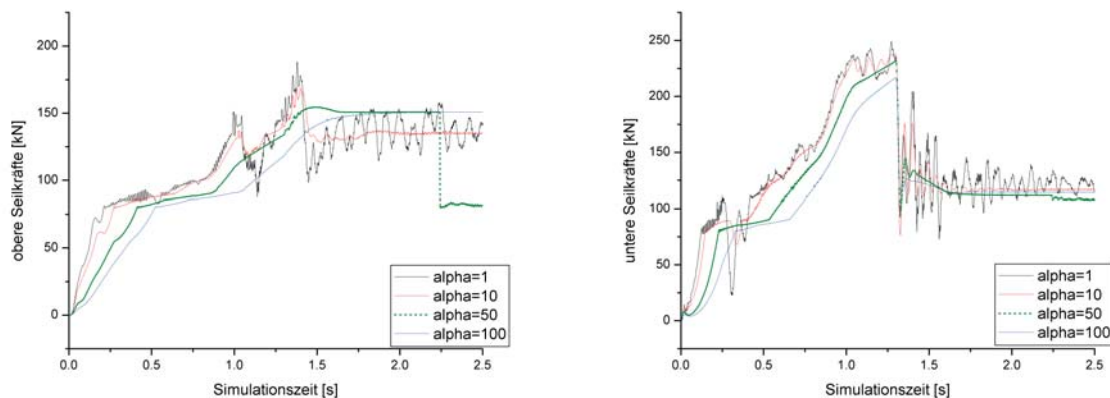 obere Seilkräfte [kN]
200
150
100
50
0
0.0 0.5 1.0 1.5 2.0 2.5
Simulationszeit [s]
alpha=1
alpha=10
alpha=50
alpha=100
untere Seilkräfte [kN]
250
200
150
100
50
0
0.0 0.5 1.0 1.5 2.0 2.5
Simulationszeit [s]
alpha=1
alpha=10
alpha=50
alpha=100